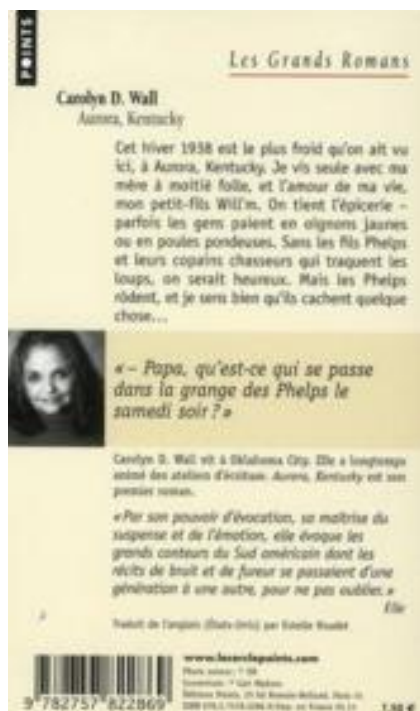 POINTS
Les Grands Romans
Carolyn D. Wall
Aurora, Kentucky
Cet hiver 1938 est le plus froid qu'on ait vu
ici, à Aurora, Kentucky. Je vis seule avec ma
mère à moitié folle, et l'amour de ma vie,
mon petit-fils Will'm. On tient l'épicerie –
parfois les gens paient en oignons jaunes
ou en poules pondeuses. Sans les fils Phelps
et leurs copains chasseurs qui traquent les
loups, on serait heureux. Mais les Phelps
rôdent, et je sens bien qu'ils cachent quelque
chose…
« – Papa, qu'est-ce qui se passe
dans la grange des Phelps le
samedi soir ? »
Carolyn D. Wall vit à Oklahoma City. Elle a longtemps
animé des ateliers d'écriture. Aurora, Kentucky est son
premier roman.
« Par son pouvoir d'évocation, sa maîtrise du
suspense et de l'émotion, elle évoque les
grands conteurs du Sud américain dont les
récits de bruit et de fureur se passaient d'une
génération à une autre, pour ne pas oublier. »
Elle
Traduit de l'anglais (États-Unis) par Estelle
www.lecerclepoints.com
9 782757 822869